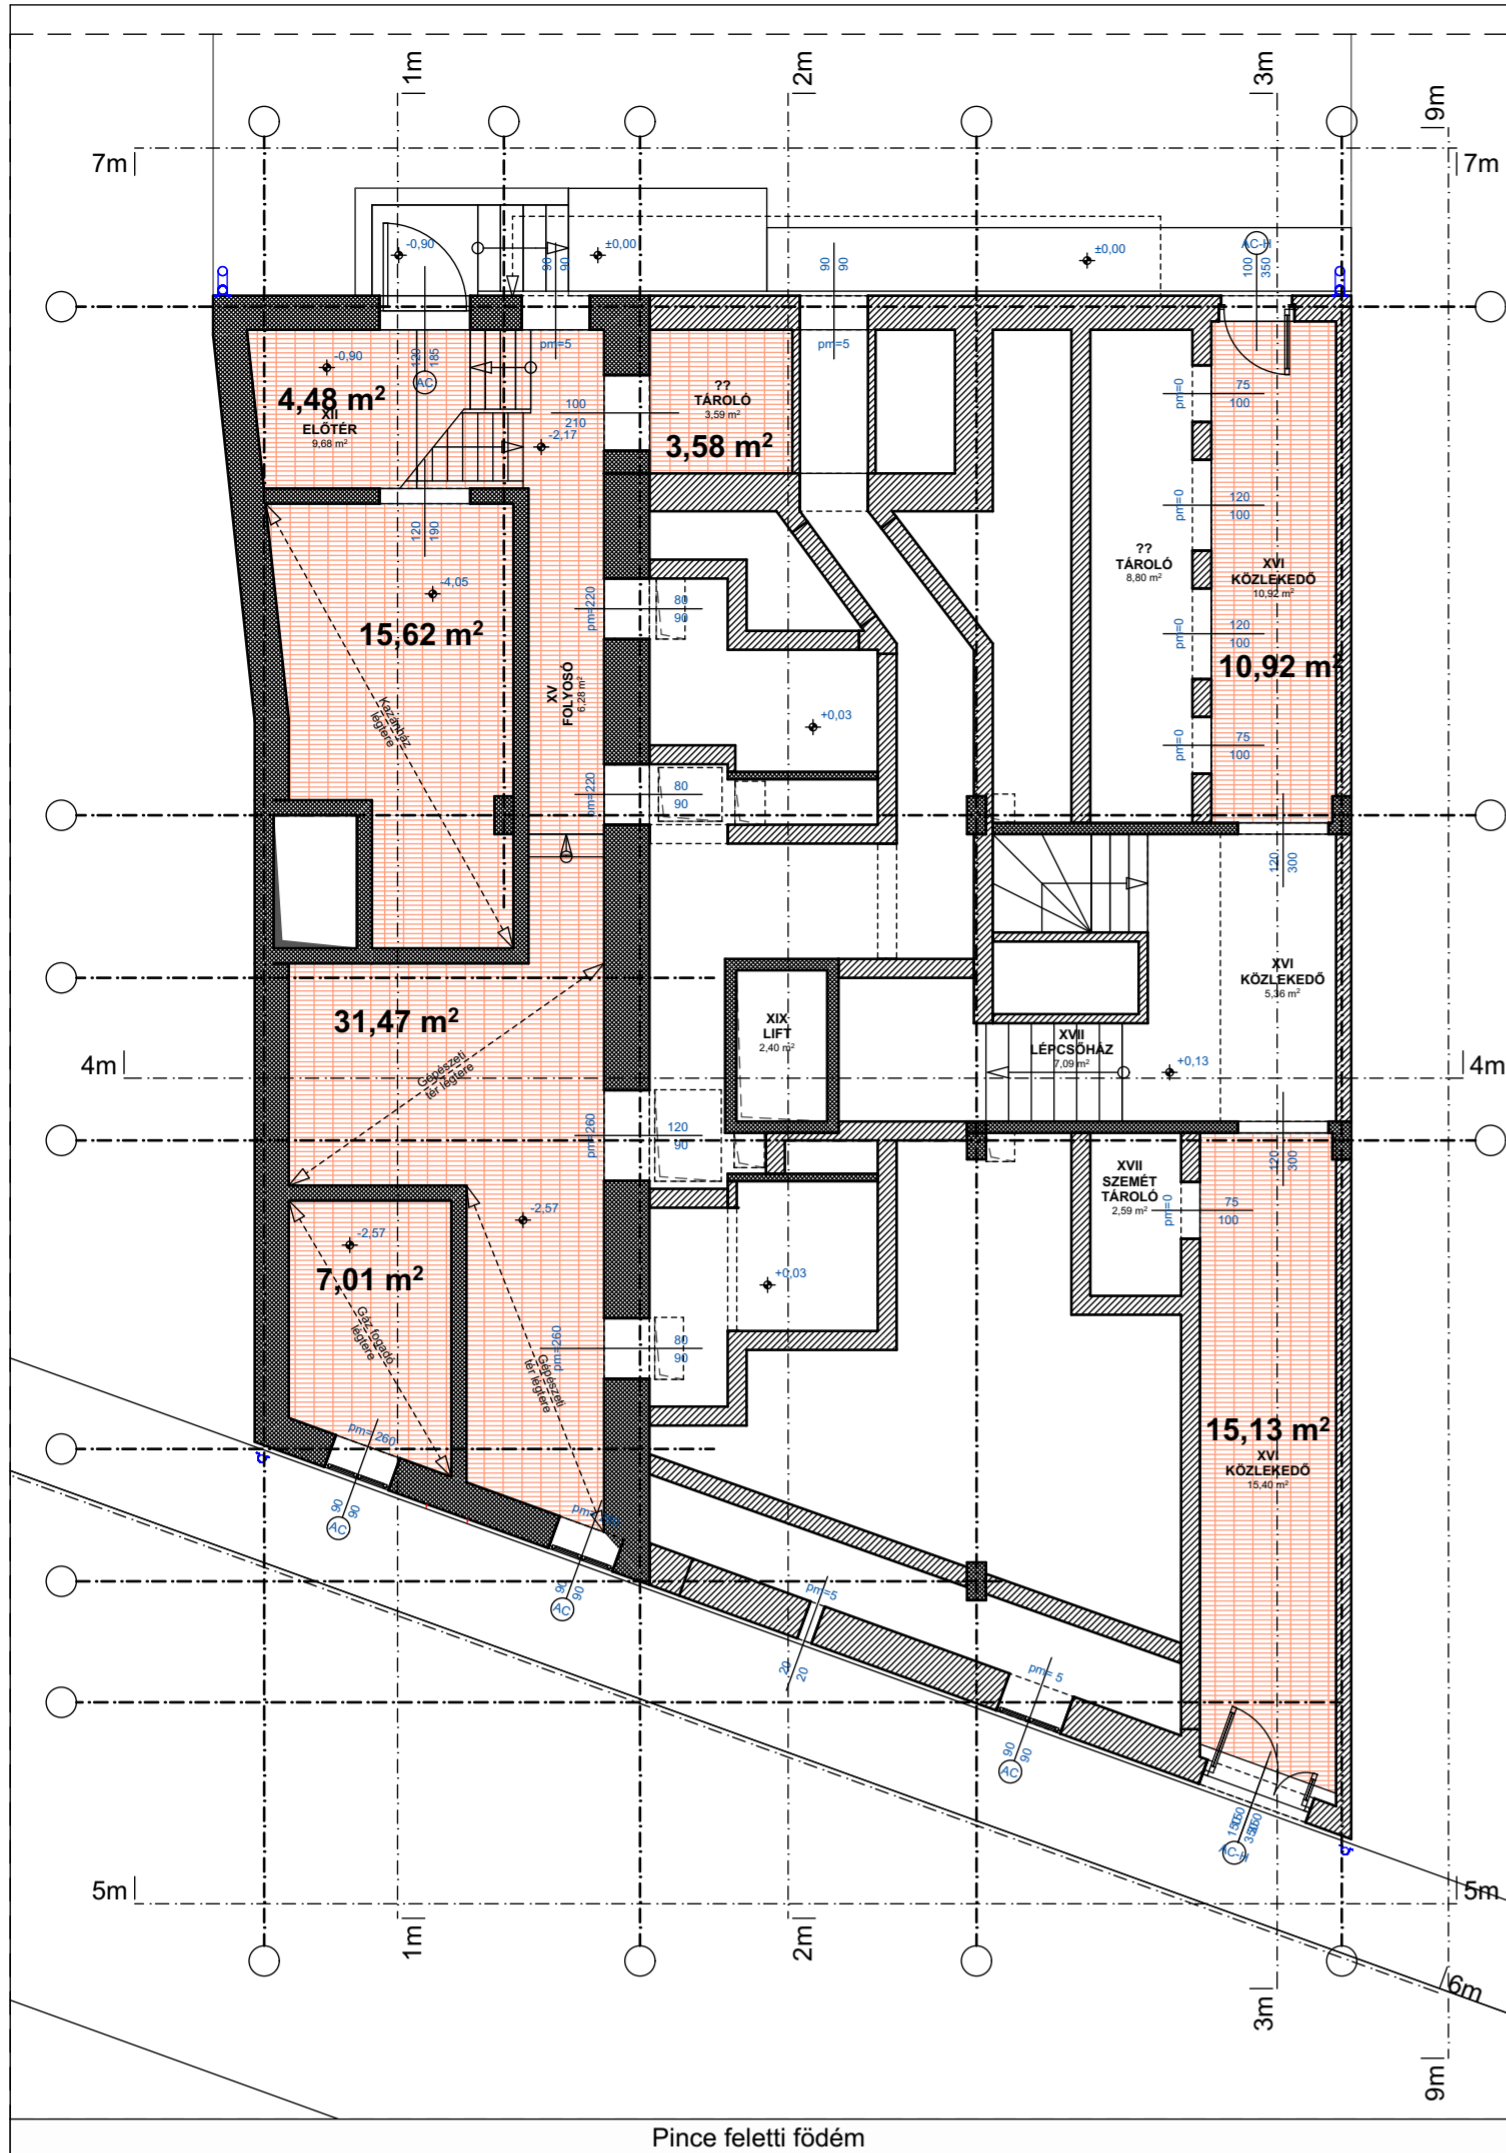 1m
2m
3m
9m
7m
7m
-0,90
±0,00
90
90
90
90
±0,00
AC-H
100
350
pm=5
pm=5
-0,90
120
185
AC
4,48 m²
XII
ELŐTÉR
9,68 m²
100
210
-2,17
??
TÁROLÓ
3,59 m²
3,58 m²
pm=0
75
100
pm=0
120
100
120
190
-4,05
15,62 m²
Kazánház
légtere
XV
FOLYOSÓ
6,28 m²
pm=220
80
90
+0,03
??
TÁROLÓ
8,80 m²
XVI
KÖZLEKEDŐ
10,92 m²
pm=0
120
100
10,92 m²
pm=0
75
100
pm=220
80
90
120
300
31,47 m²
Gépészeti
tér légtere
XIX
LIFT
2,40 m²
XVI
KÖZLEKEDŐ
5,36 m²
XVII
LÉPCSŐHÁZ
7,09 m²
+0,13
4m
4m
pm=260
120
90
120
300
XVII
SZEMÉT
TÁROLÓ
2,59 m²
pm=0
75
100
-2,57
-2,57
7,01 m²
Gáz fogadó
légtere
+0,03
pm=260
80
90
Gépészeti
tér légtere
pm= 260
90
90
AC
15,13 m²
XVI
KÖZLEKEDŐ
15,40 m²
90
90
AC
pm=5
20
20
pm= 5
90
90
AC
AC-H
5m
5m
1m
2m
3m
6m
9m
Pince feletti födém